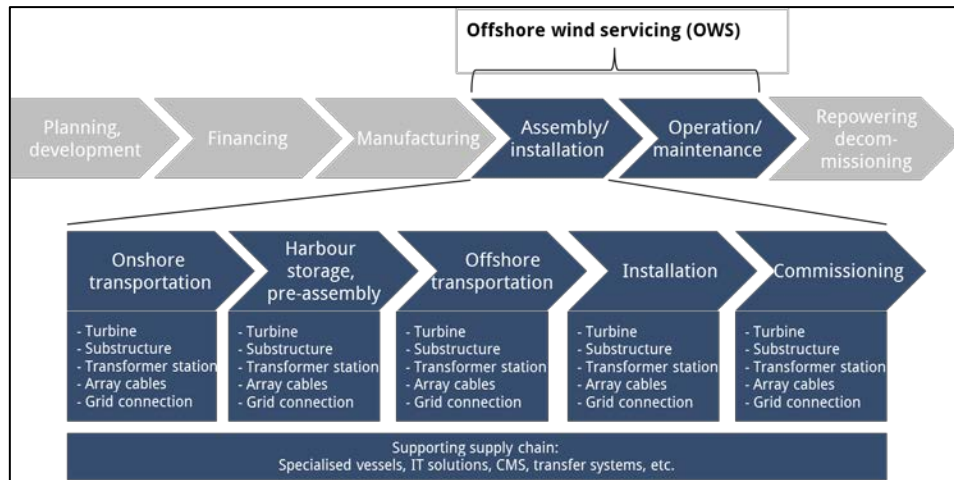 Offshore wind servicing (OWS)
Planning,
development
Financing
Manufacturing
Assembly/
installation
Operation/
maintenance
Repowering
decom-
missioning
Onshore
transportation
Harbour
storage,
pre-assembly
Offshore
transportation
Installation
Commissioning
- Turbine
- Substructure
- Transformer station
- Array cables
- Grid connection
- Turbine
- Substructure
- Transformer station
- Array cables
- Grid connection
- Turbine
- Substructure
- Transformer station
- Array cables
- Grid connection
- Turbine
- Substructure
- Transformer station
- Array cables
- Grid connection
- Turbine
- Substructure
- Transformer station
- Array cables
- Grid connection
Supporting supply chain:
Specialised vessels, IT solutions, CMS, transfer systems, etc.